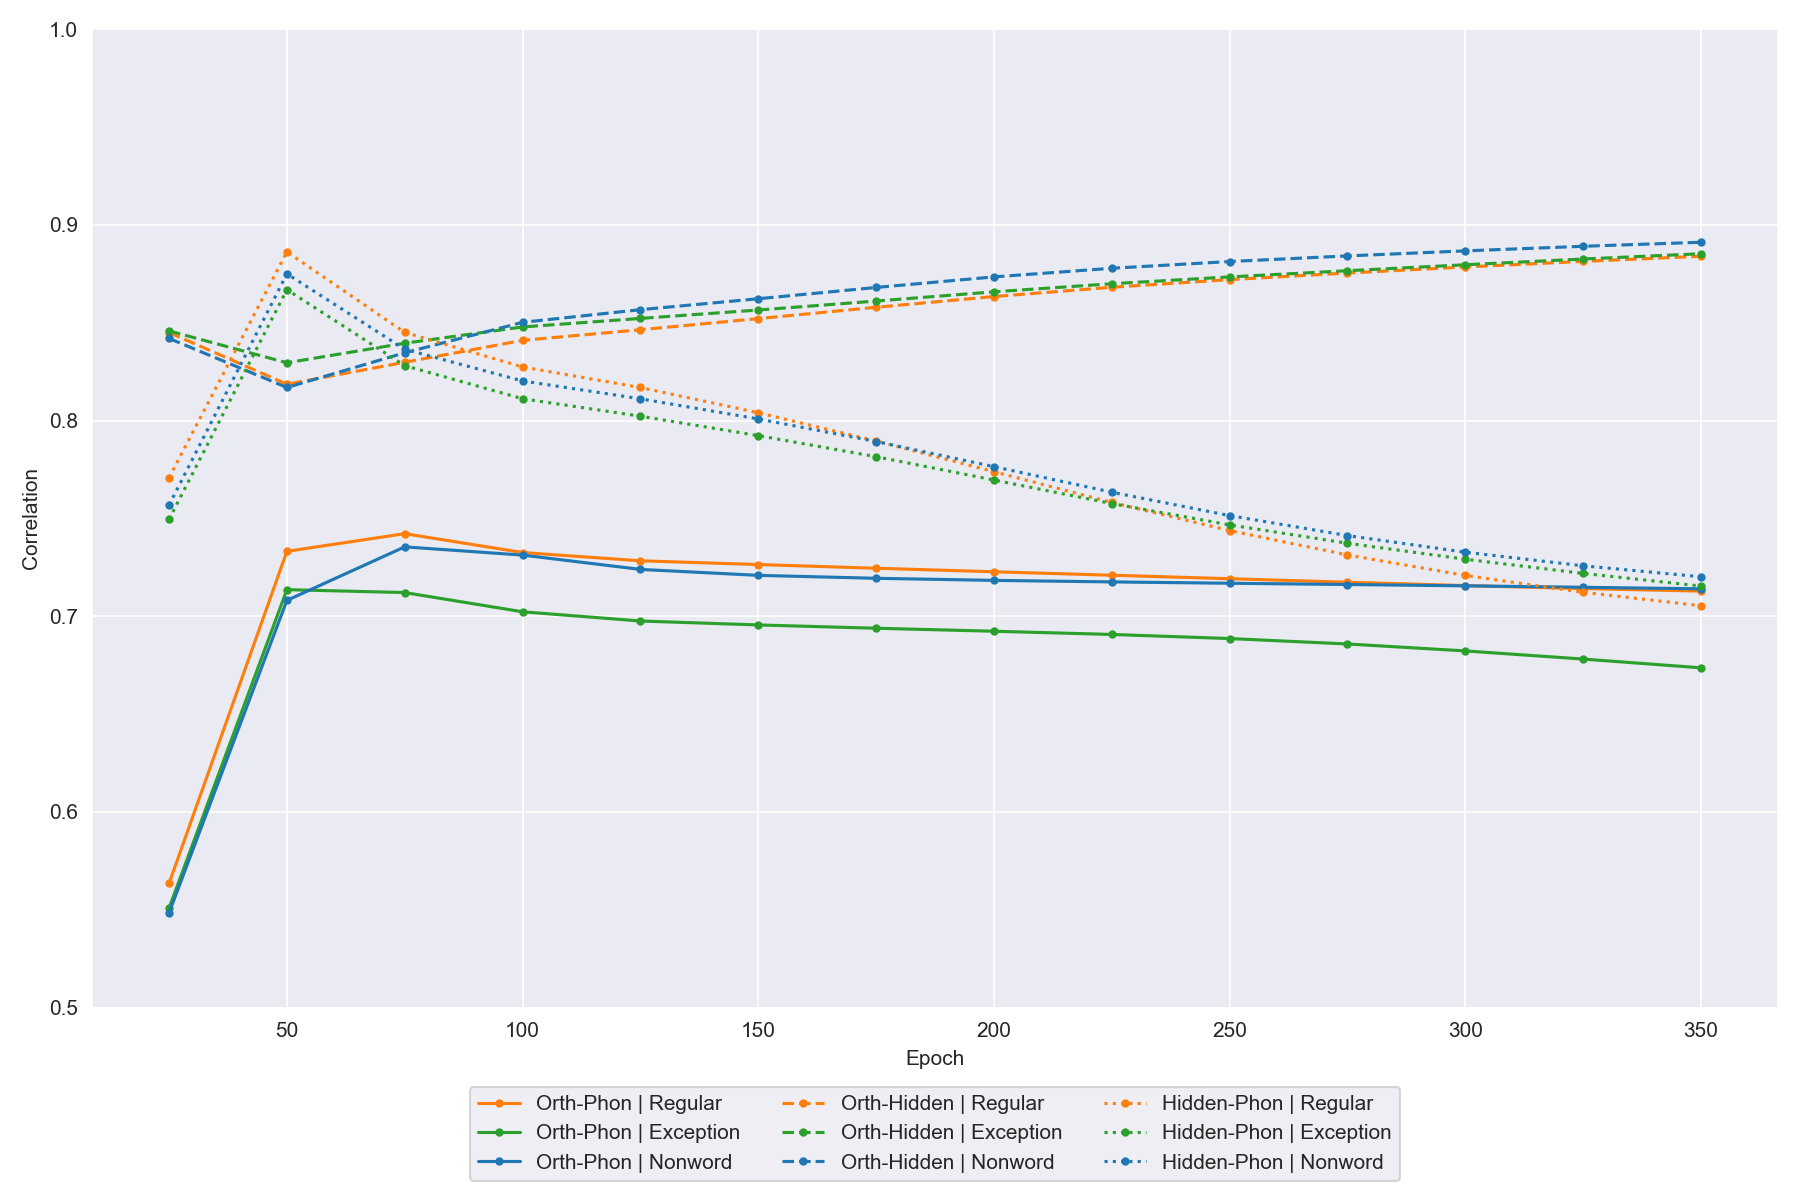 1.0
0.9
0.8
0.7
0.6
0.5
Correlation
50 100 150 200 250 300 350
Epoch
Orth-Phon | Regular Orth-Hidden | Regular Hidden-Phon | Regular
Orth-Phon | Exception Orth-Hidden | Exception Hidden-Phon | Exception
Orth-Phon | Nonword Orth-Hidden | Nonword Hidden-Phon | Nonword